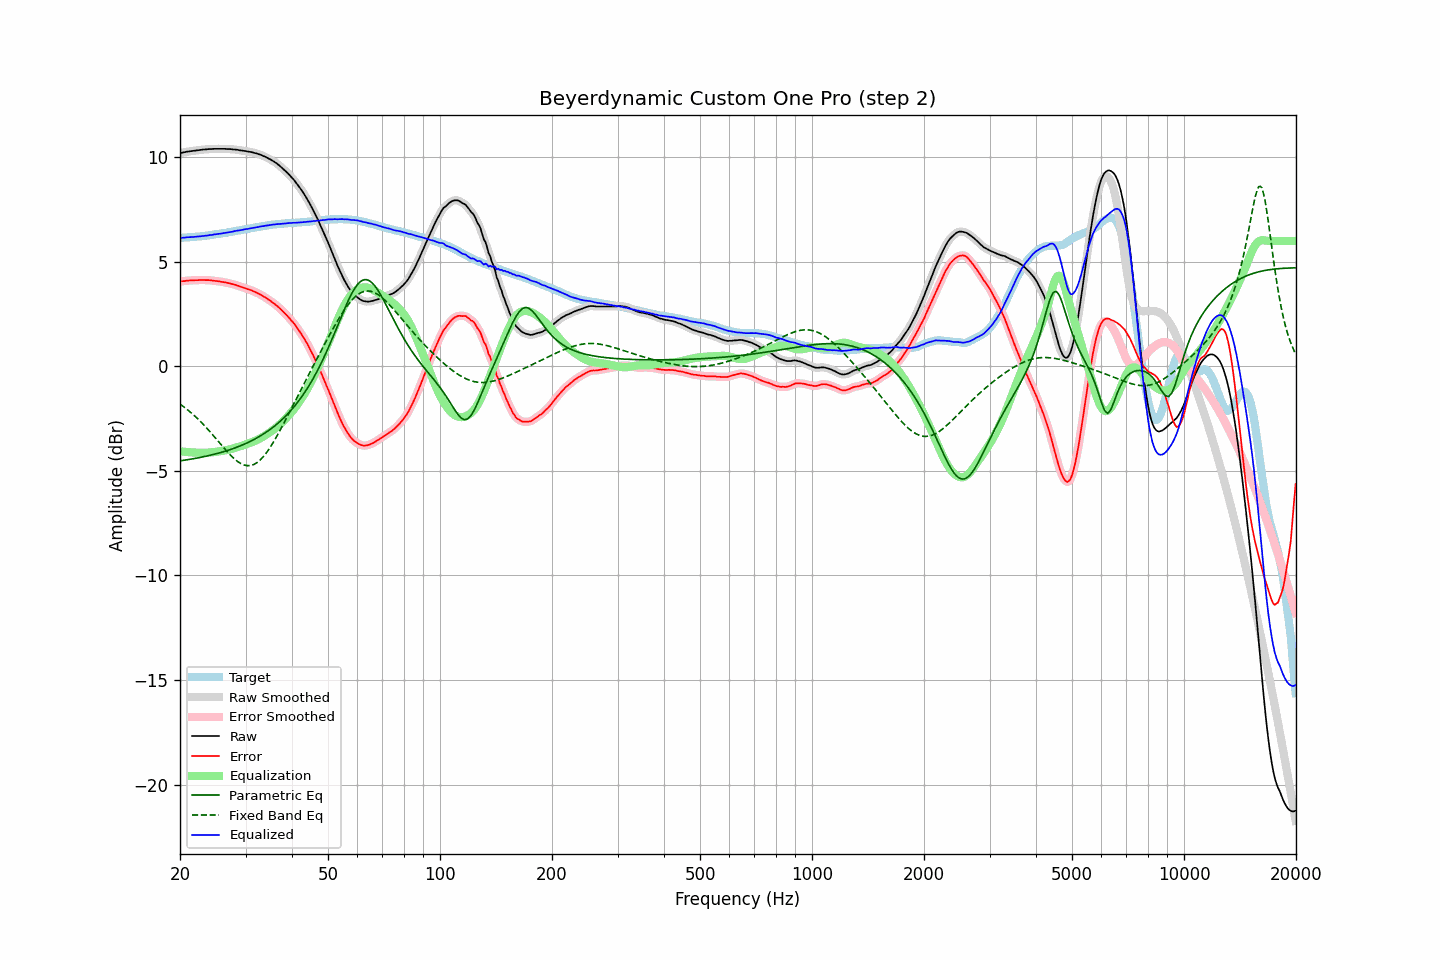 Beyerdynamic Custom One Pro (step 2)
10
5
0
−5
−10
−15
−20
Amplitude (dBr)
Target
Raw Smoothed
Error Smoothed
Raw
Error
Equalization
Parametric Eq
Fixed Band Eq
Equalized
20 50 100 200 500 1000 2000 5000 10000 20000
Frequency (Hz)